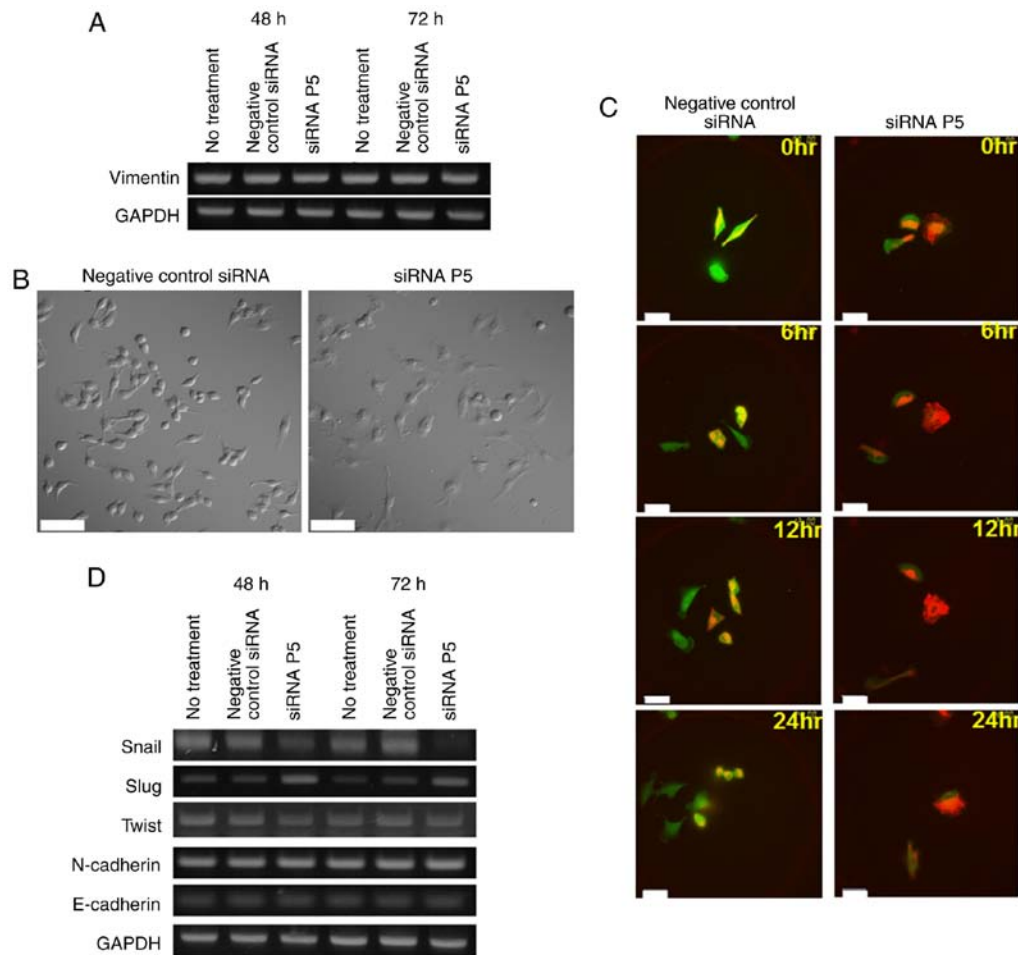 A
48 h
72 h
No treatment
Negative
control siRNA
siRNA P5
No treatment
Negative
control siRNA
siRNA P5
Vimentin
GAPDH
B
Negative control siRNA
siRNA P5
C
Negative control
siRNA
siRNA P5
0hr
0hr
6hr
6hr
12hr
12hr
24hr
24hr
D
48 h
72 h
No treatment
Negative
control siRNA
siRNA P5
No treatment
Negative
control siRNA
siRNA P5
Snail
Slug
Twist
N-cadherin
E-cadherin
GAPDH